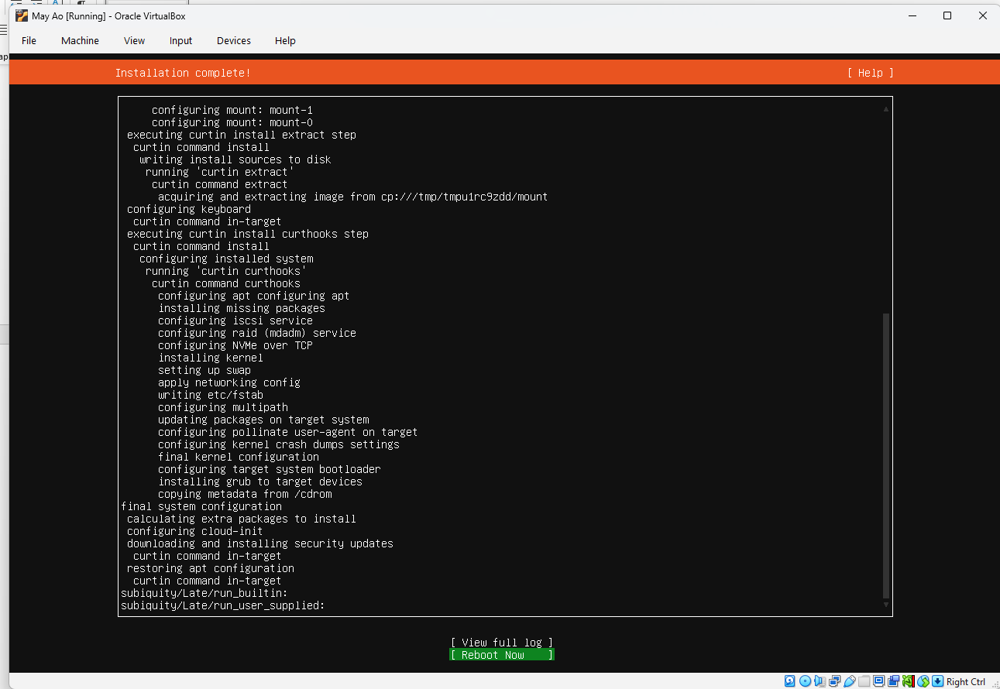 May Ao [Running] - Oracle VirtualBox
File Machine View Input Devices Help
Installation complete! [ Help ]
configuring mount: mount-1
configuring mount: mount-0
executing curtin install extract step
curtin command install
writing install sources to disk
running 'curtin extract'
curtin command extract
acquiring and extracting image from cp:///tmp/tmpu1rc9zdd/mount
configuring keyboard
curtin command in-target
executing curtin install curthooks step
curtin command install
configuring installed system
running 'curtin curthooks'
curtin command curthooks
configuring apt configuring apt
installing missing packages
configuring iscsi service
configuring raid (mdadm) service
configuring NVMe over TCP
installing kernel
setting up swap
apply networking config
writing etc/fstab
configuring multipath
updating packages on target system
configuring pollinate user-agent on target
configuring kernel crash dumps settings
final kernel configuration
configuring target system bootloader
installing grub to target devices
copying metadata from /cdrom
final system configuration
calculating extra packages to install
configuring cloud-init
downloading and installing security updates
curtin command in-target
restoring apt configuration
curtin command in-target
subiquity/Late/run_builtin:
subiquity/Late/run_user_supplied:
[ View full log ]
[ Reboot Now ]
Right Ctrl